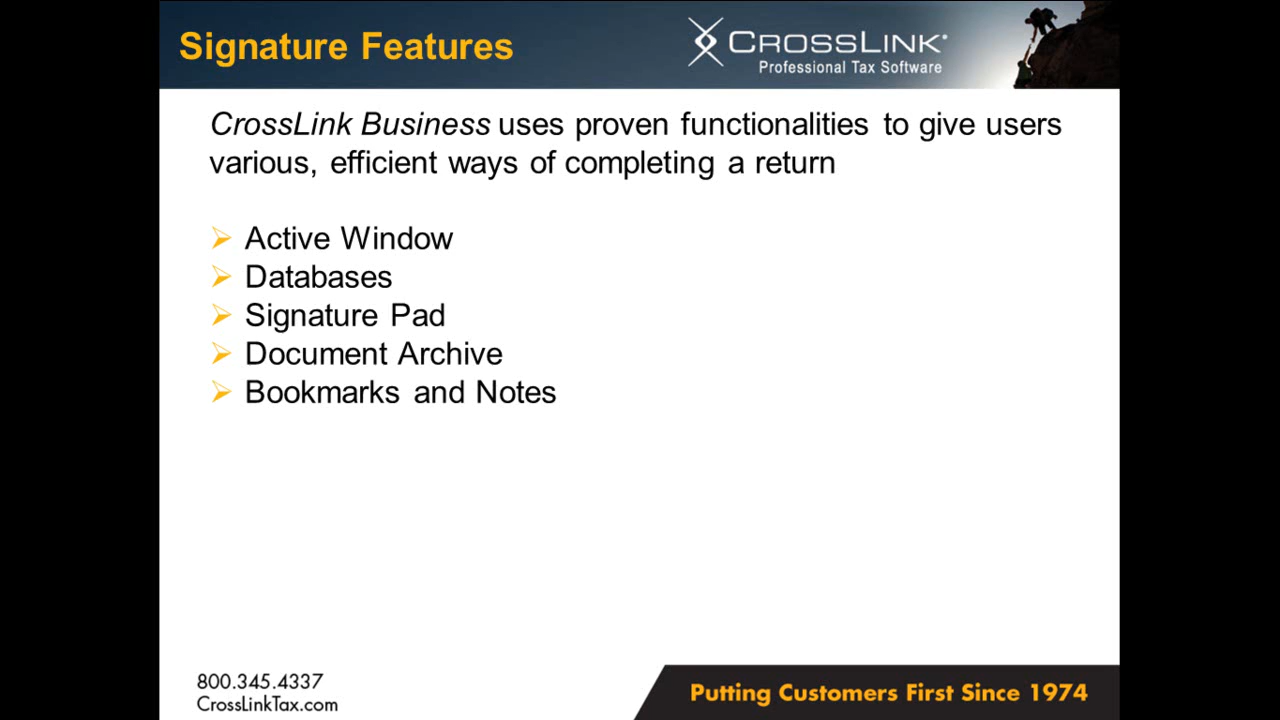 Signature Features
CROSSLINK®
Professional Tax Software
CrossLink Business uses proven functionalities to give users
various, efficient ways of completing a return
Active Window
Databases
Signature Pad
Document Archive
Bookmarks and Notes
800.345.4337
CrossLinkTax.com
Putting Customers First Since 1974